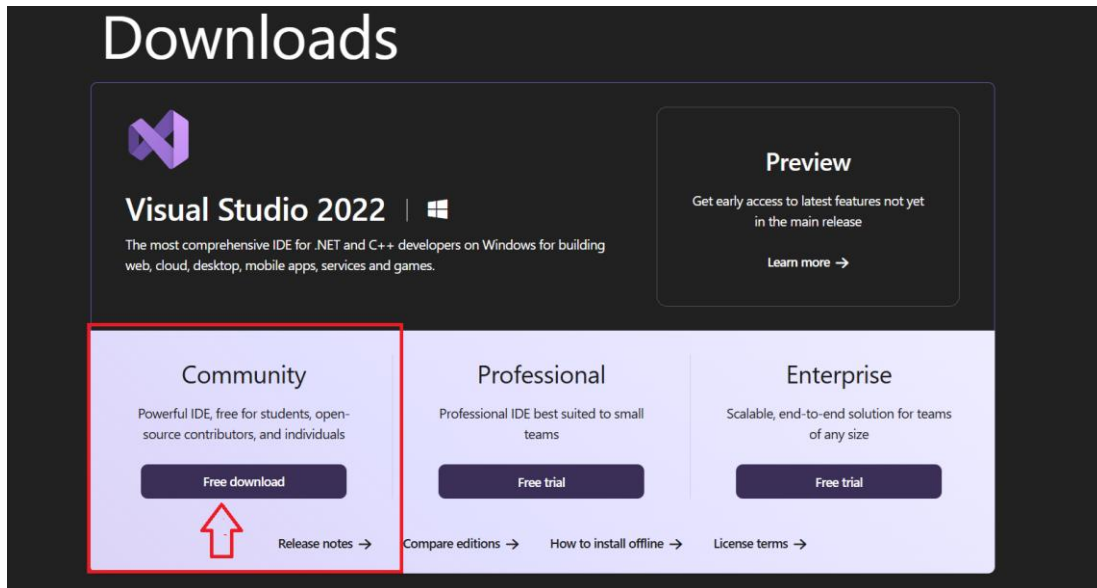 Downloads
Visual Studio 2022
The most comprehensive IDE for .NET and C++ developers on Windows for building
web, cloud, desktop, mobile apps, services and games.
Preview
Get early access to latest features not yet
in the main release
Learn more →
Community
Powerful IDE, free for students, open-
source contributors, and individuals
Free download
Professional
Professional IDE best suited to small
teams
Free trial
Enterprise
Scalable, end-to-end solution for teams
of any size
Free trial
Release notes → Compare editions → How to install offline → License terms →